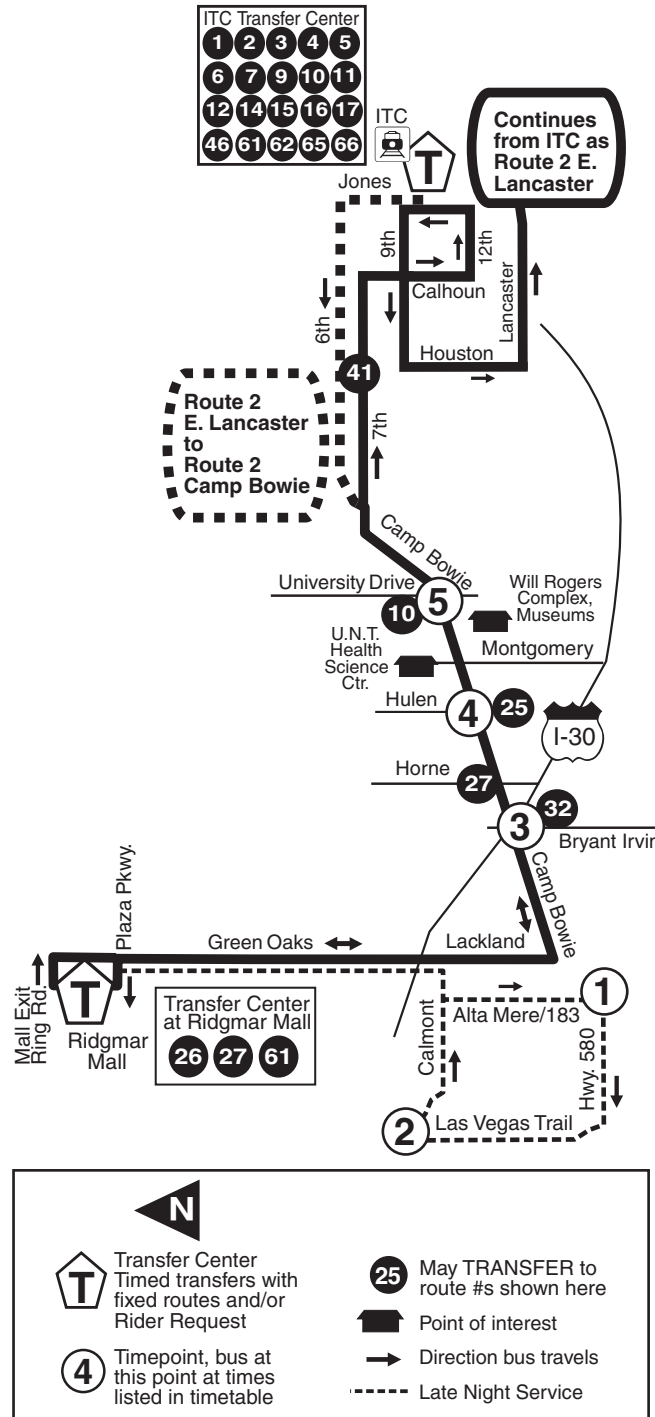 ITC Transfer Center
1 2 3 4 5
6 7 9 10 11
12 14 15 16 17
46 61 62 65 66
ITC
T
Continues
from ITC as
Route 2 E.
Lancaster
Jones
9th
12th
Calhoun
Lancaster
6th
Houston
41
7th
Route 2
E. Lancaster
to
Route 2
Camp Bowie
Camp Bowie
University Drive
5
10
Will Rogers
Complex,
Museums
U.N.T.
Health
Science
Ctr.
Montgomery
Hulen
4
25
I-30
Horne
27
32
3
Bryant Irvin
Camp Bowie
Plaza Pkwy.
Green Oaks
Lackland
Mall Exit
Ring Rd.
T
Ridgmar
Mall
Transfer Center
at Ridgmar Mall
26 27 61
Calmont
1
Alta Mere/183
Hwy. 580
2
Las Vegas Trail
N
T
Transfer Center
Timed transfers with
fixed routes and/or
Rider Request
4
Timepoint, bus at
this point at times
listed in timetable
25
May TRANSFER to
route #s shown here
Point of interest
Direction bus travels
Late Night Service